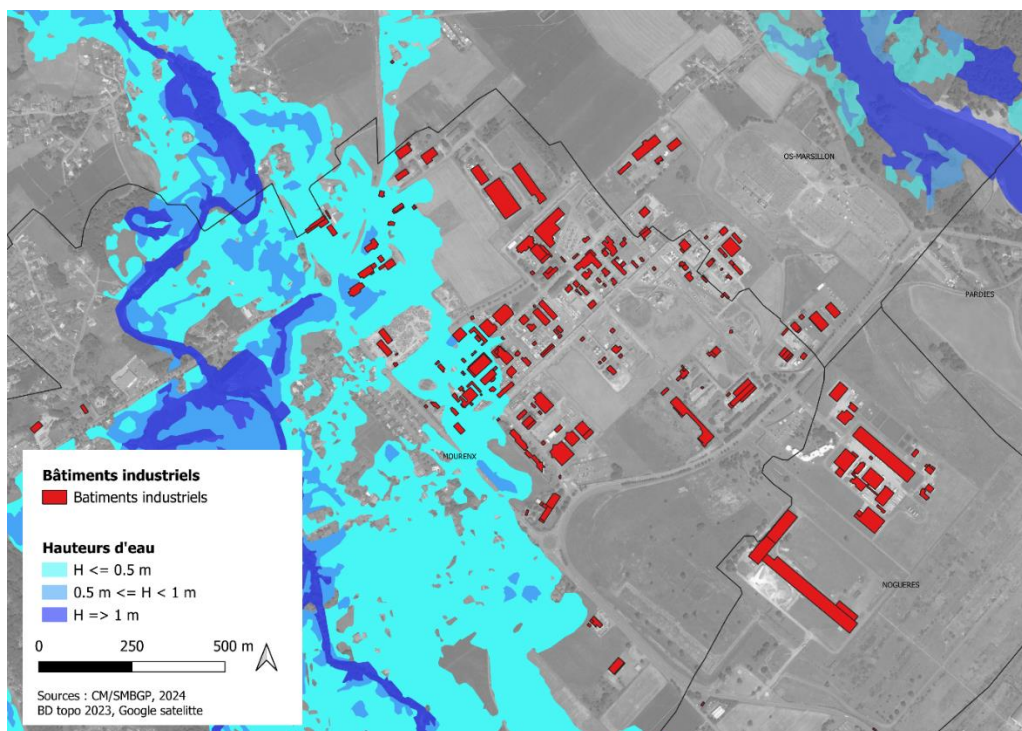 OS-MARSILLON
PARDIES
MOURENX
NOGUERES
Bâtiments industriels
Batiments industriels
Hauteurs d'eau
H <= 0.5 m
0.5 m <= H < 1 m
H => 1 m
0 250 500 m
Sources : CM/SMBGP, 2024
BD topo 2023, Google satelitte